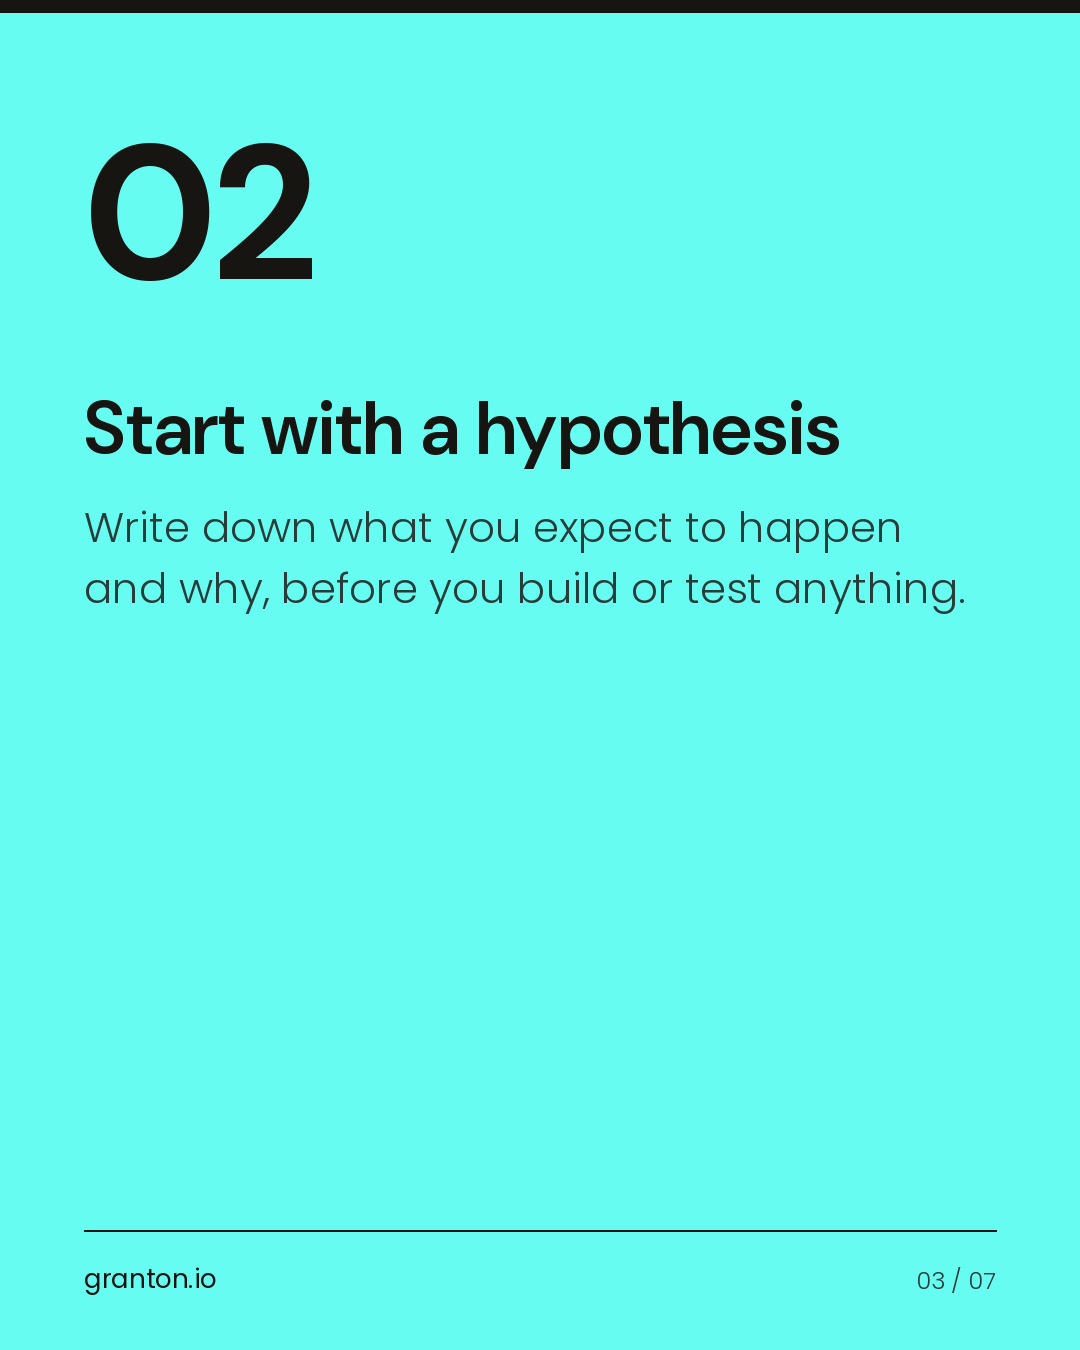 02
Start with a hypothesis
Write down what you expect to happen
and why, before you build or test anything.
granton.io
03 / 07